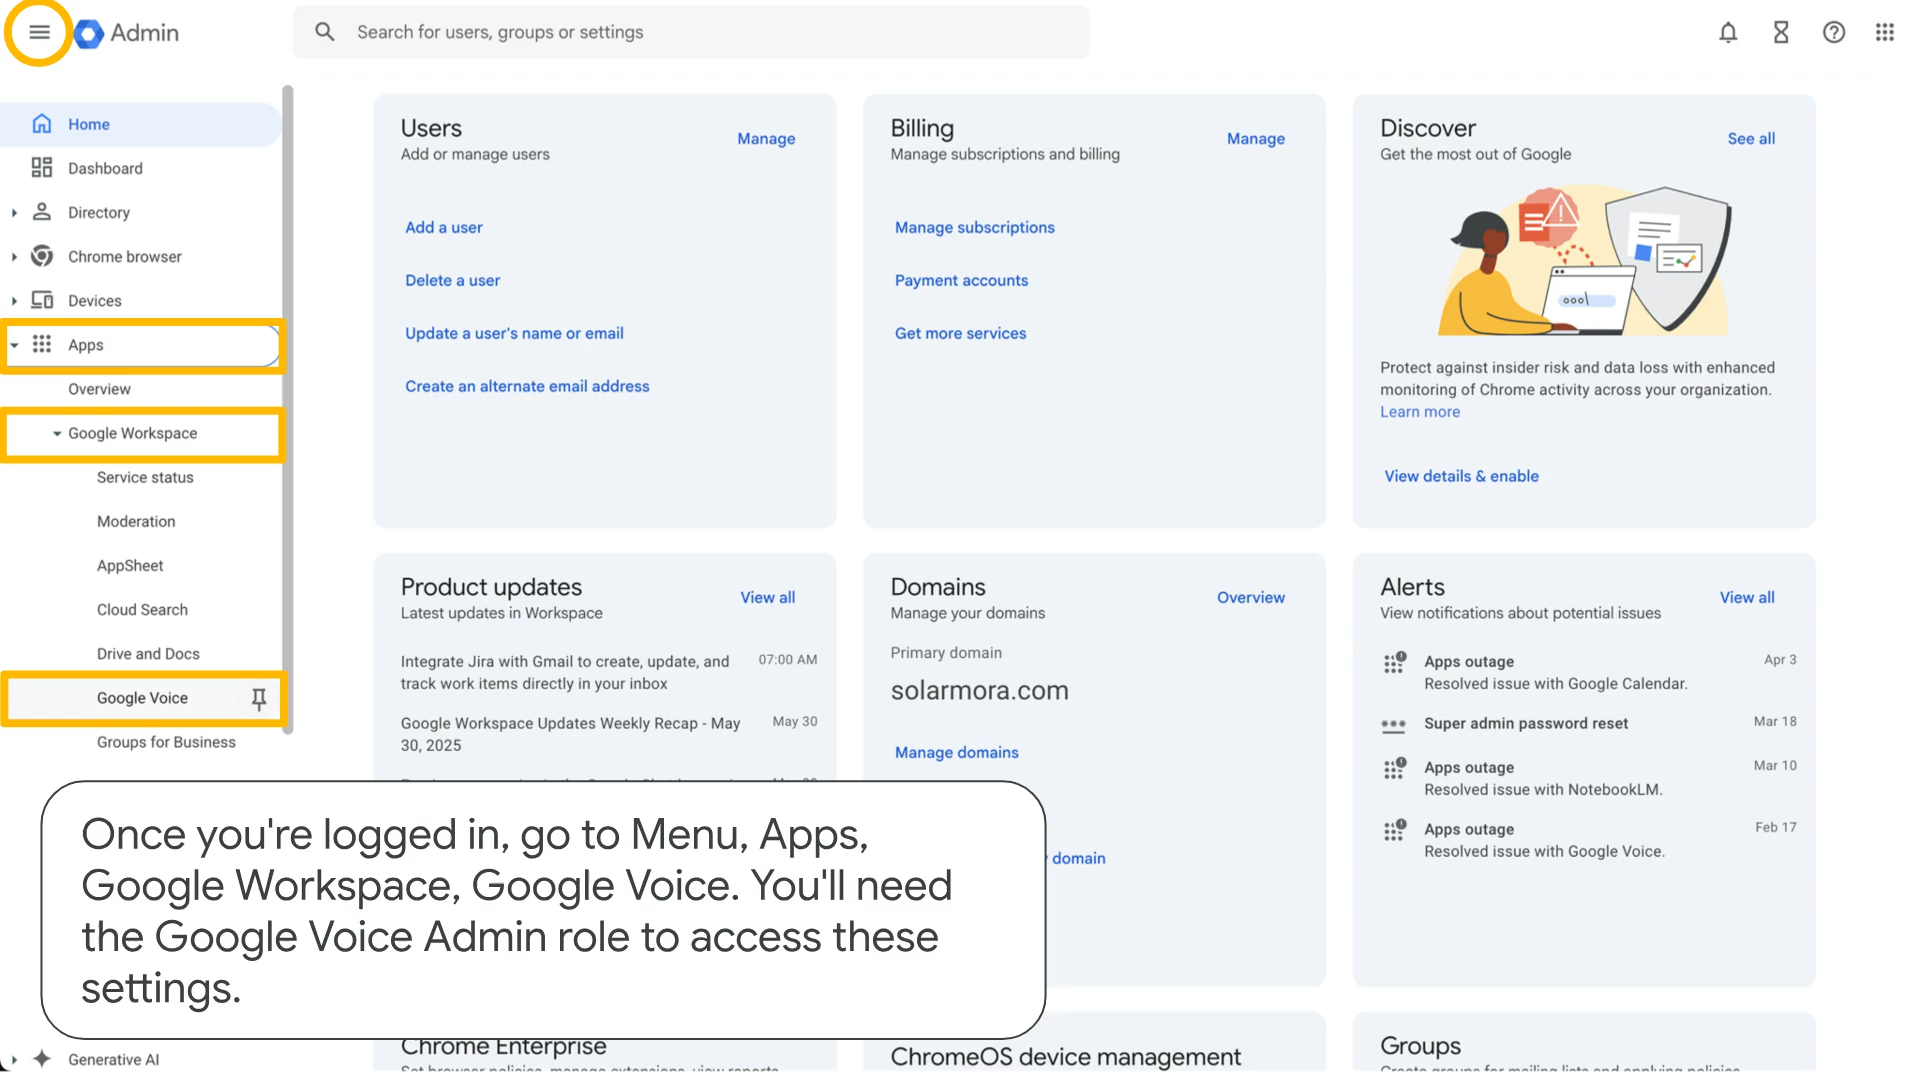 Admin
Search for users, groups or settings
Home
Dashboard
Directory
Chrome browser
Devices
Apps
Overview
Google Workspace
Service status
Moderation
AppSheet
Cloud Search
Drive and Docs
Google Voice
Groups for Business
Generative AI
Users
Add or manage users
Manage
Add a user
Delete a user
Update a user's name or email
Create an alternate email address
Billing
Manage subscriptions and billing
Manage
Manage subscriptions
Payment accounts
Get more services
Discover
Get the most out of Google
See all
Protect against insider risk and data loss with enhanced
monitoring of Chrome activity across your organization.
Learn more
View details & enable
Product updates
Latest updates in Workspace
View all
Integrate Jira with Gmail to create, update, and
track work items directly in your inbox
07:00 AM
Google Workspace Updates Weekly Recap - May
30, 2025
May 30
Domains
Manage your domains
Overview
Primary domain
solarmora.com
Manage domains
domain
Alerts
View notifications about potential issues
View all
Apps outage
Apr 3
Resolved issue with Google Calendar.
Super admin password reset
Mar 18
Apps outage
Mar 10
Resolved issue with NotebookLM.
Apps outage
Feb 17
Resolved issue with Google Voice.
Once you're logged in, go to Menu, Apps,
Google Workspace, Google Voice. You'll need
the Google Voice Admin role to access these
settings.
Chrome Enterprise
ChromeOS device management
Groups